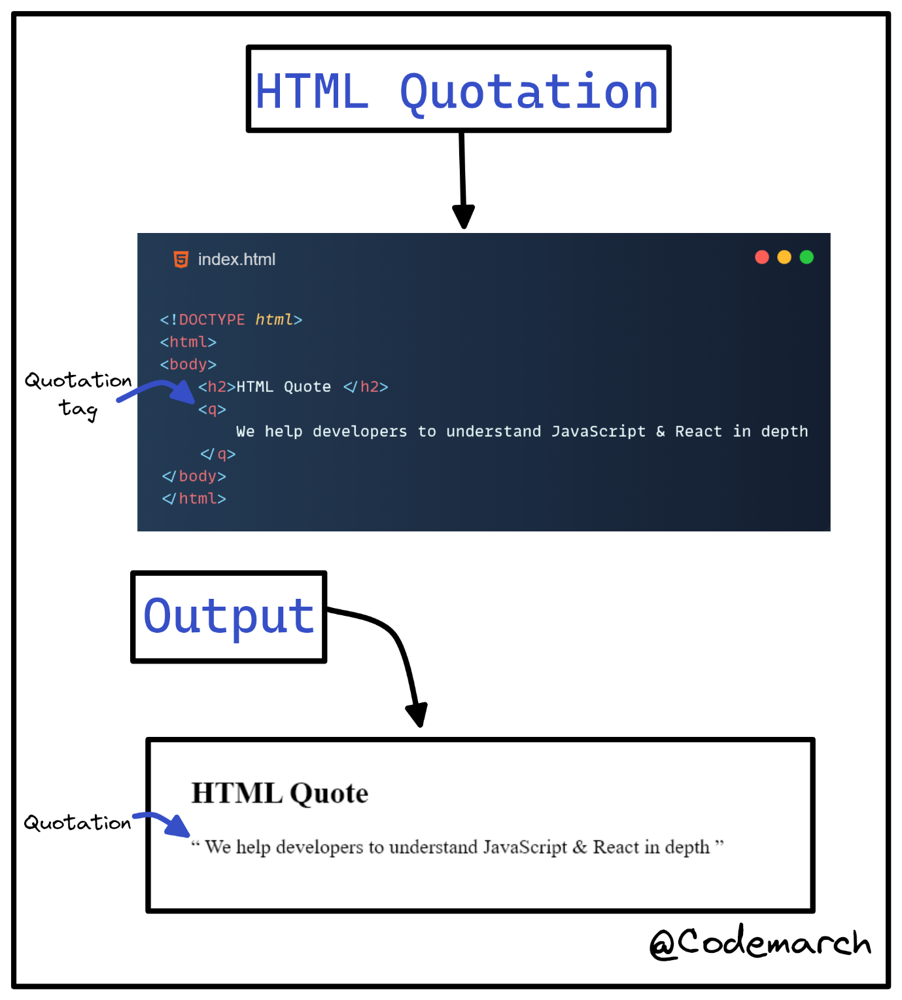 HTML Quotation
index.html
<!DOCTYPE html>
<html>
<body>
<h2>HTML Quote </h2>
Quotation
tag
<q>
We help developers to understand JavaScript & React in depth
</q>
</body>
</html>
Output
HTML Quote
Quotation
“ We help developers to understand JavaScript & React in depth ”
@Codemarch